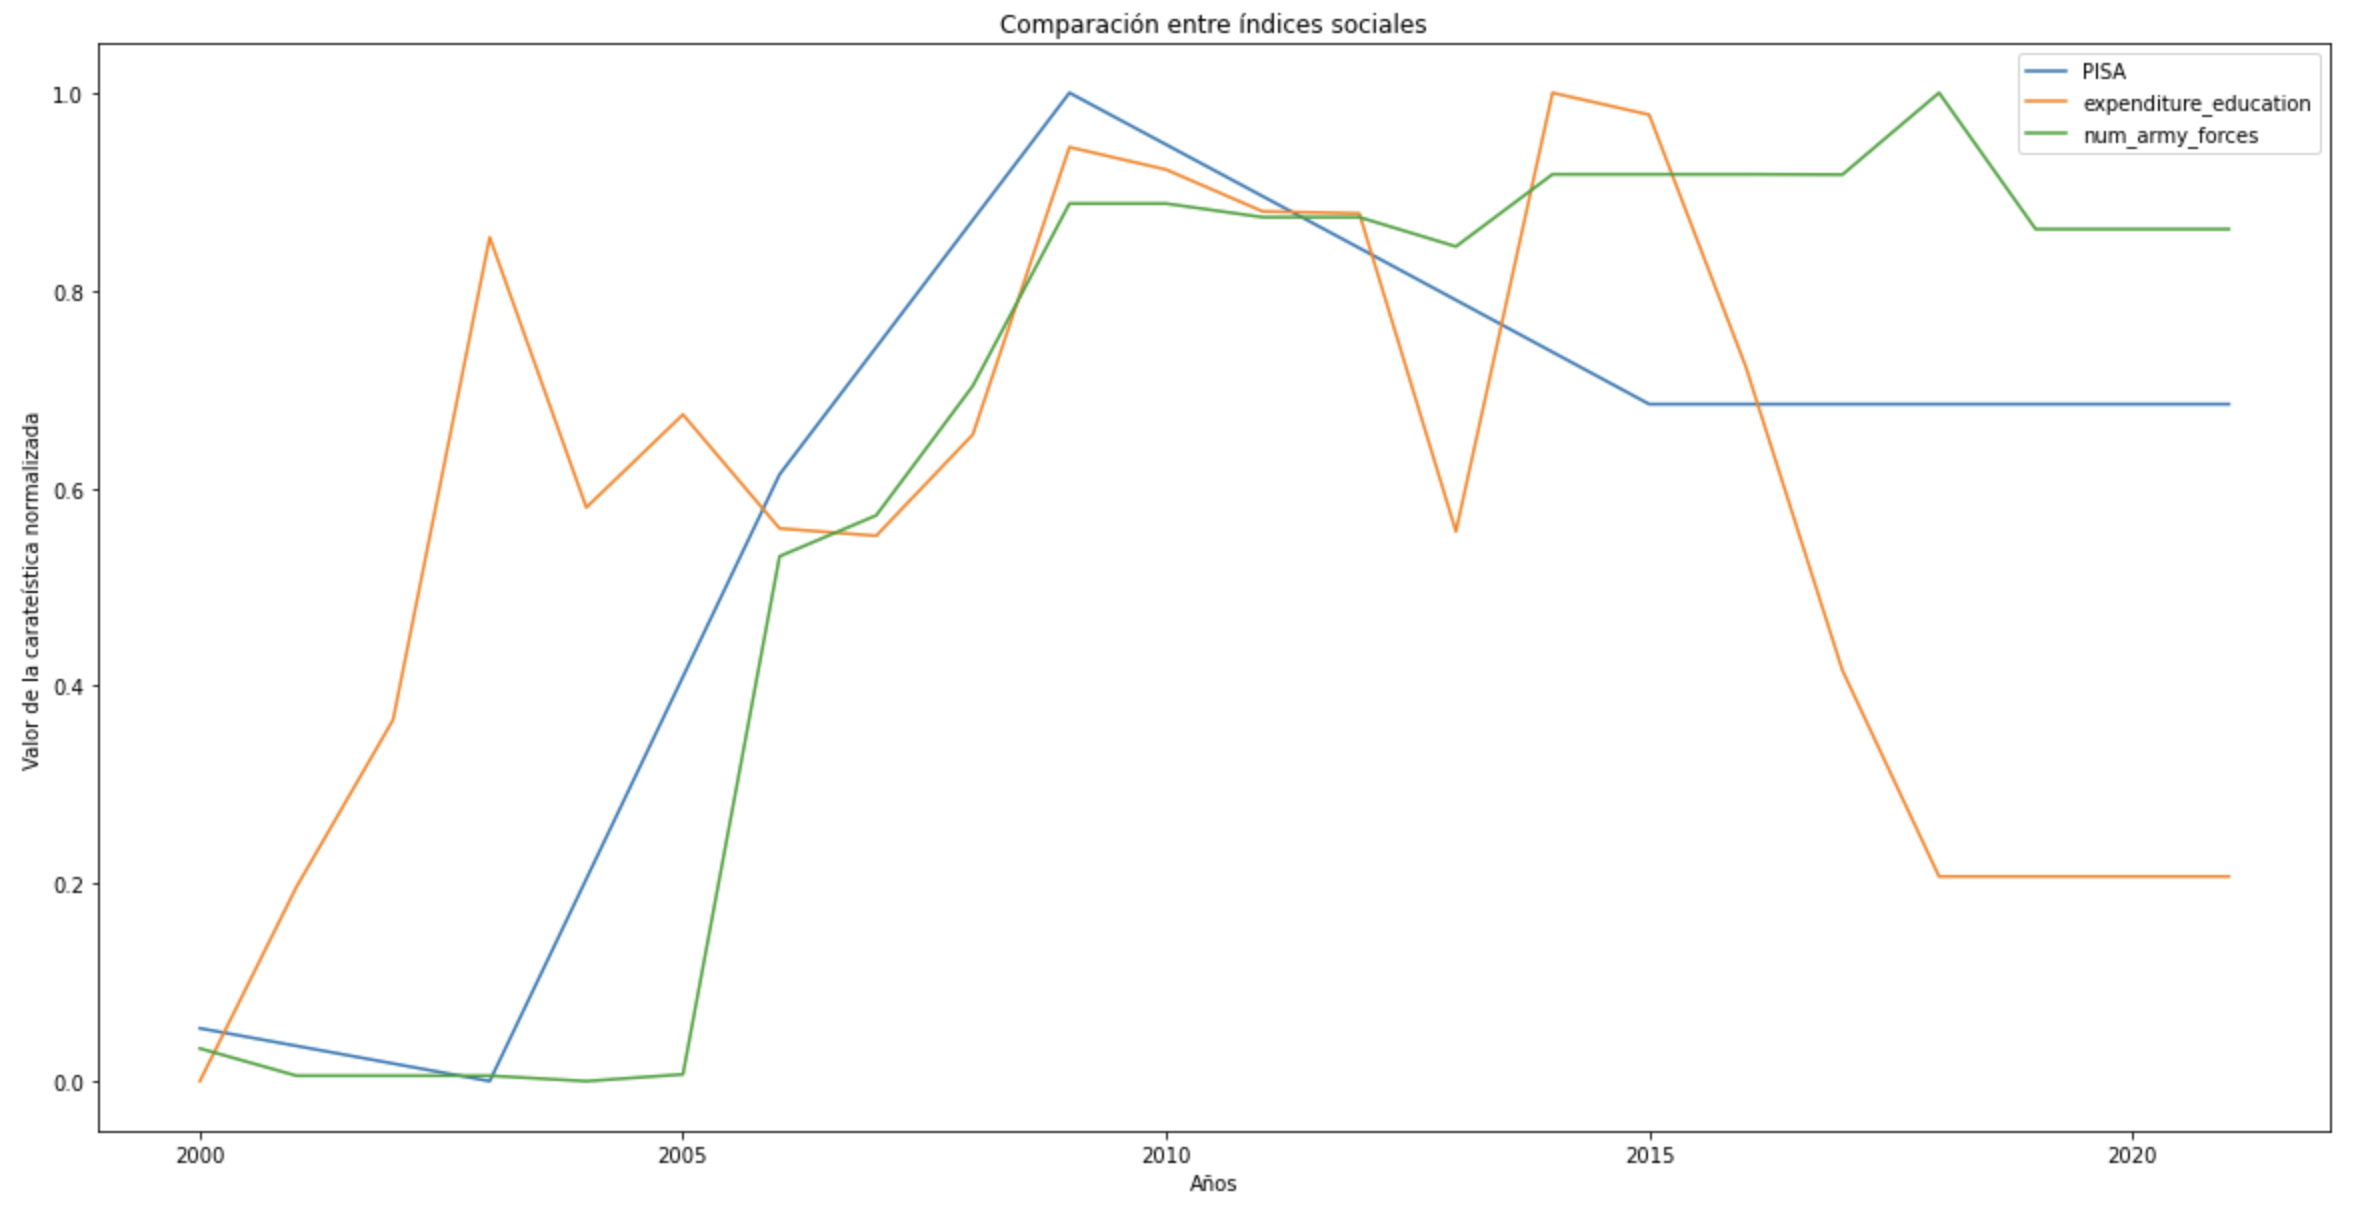 Comparación entre índices sociales
PISA
expenditure_education
num_army_forces
Valor de la carateística normalizada
1.0
0.8
0.6
0.4
0.2
0.0
2000 2005 2010 2015 2020
Años